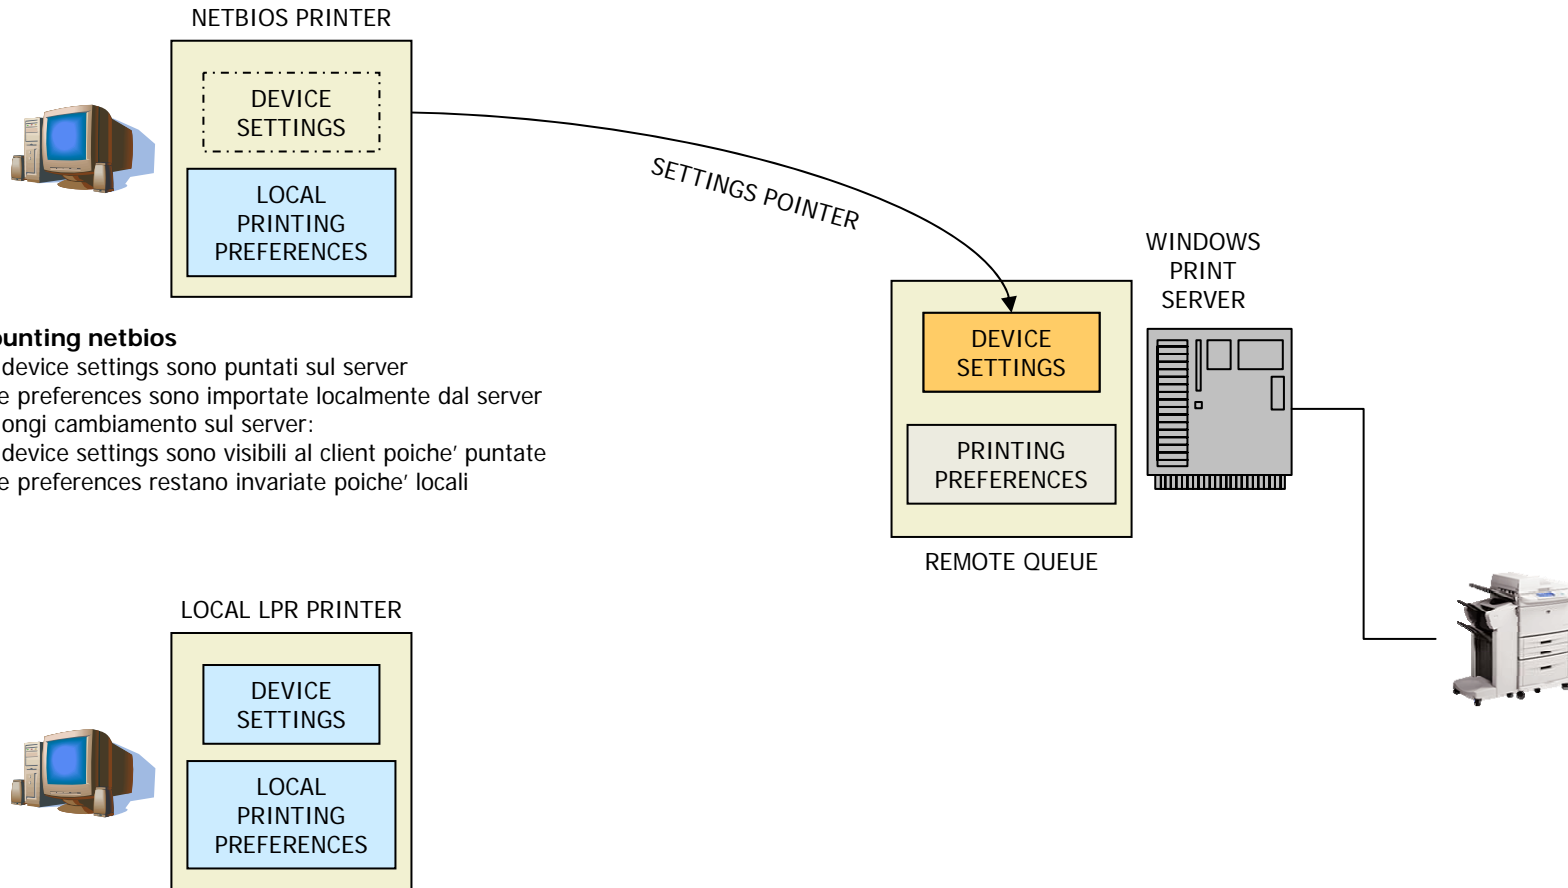 NETBIOS PRINTER
DEVICE
SETTINGS
LOCAL
PRINTING
PREFERENCES
SETTINGS POINTER
WINDOWS
PRINT
SERVER
DEVICE
SETTINGS
PRINTING
PREFERENCES
REMOTE QUEUE
netbios
device settings sono puntati sul server
preferences sono importate localmente dal server
ongi cambiamento sul server:
device settings sono visibili al client poiche’ puntate
preferences restano invariate poiche’ locali
LOCAL LPR PRINTER
DEVICE
SETTINGS
LOCAL
PRINTING
PREFERENCES